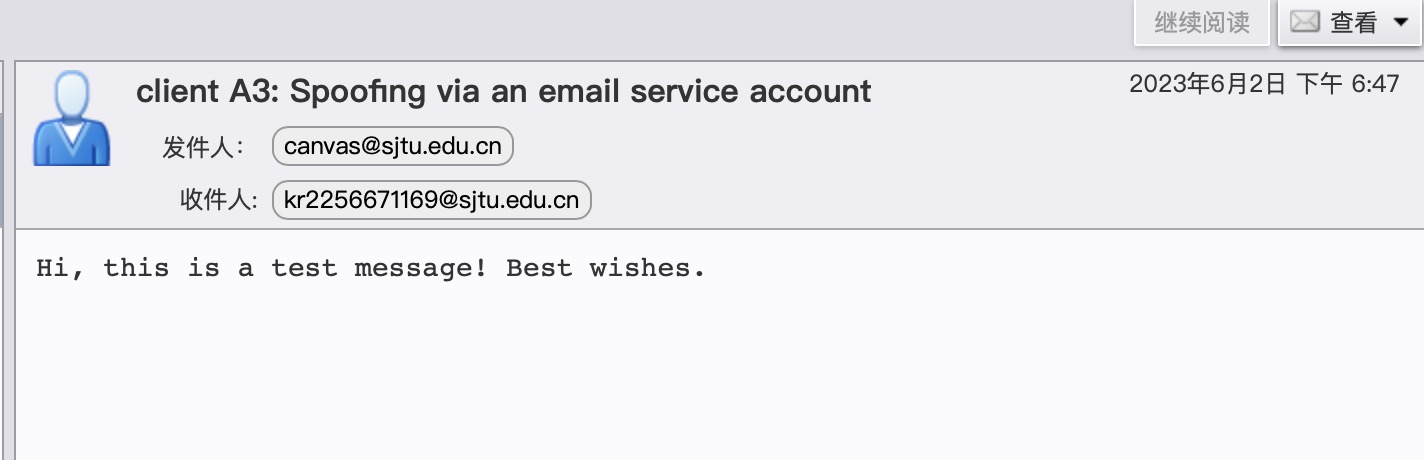 继续阅读 查看
client A3: Spoofing via an email service account 2023年6月2日 下午 6:47
发件人: canvas@sjtu.edu.cn
收件人: kr2256671169@sjtu.edu.cn
Hi, this is a test message! Best wishes.